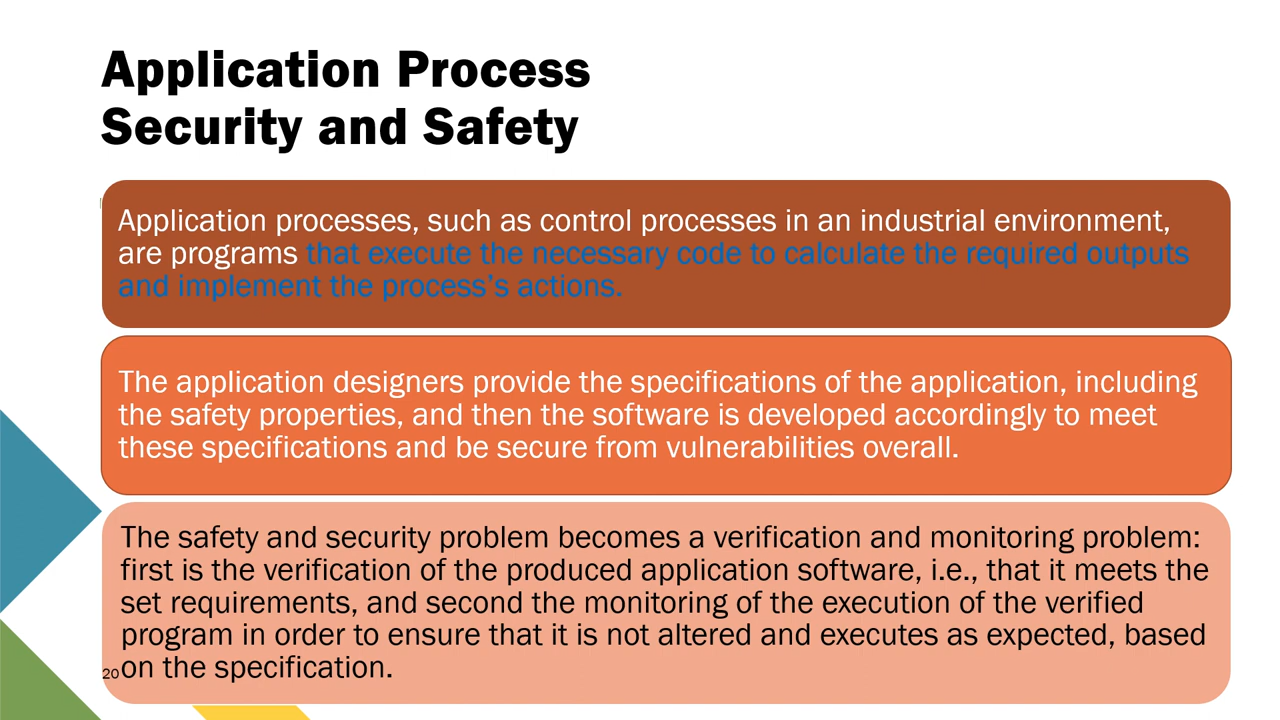 Application Process
Security and Safety
Application processes, such as control processes in an industrial environment,
are programs that execute the necessary code to calculate the required outputs
and implement the process's actions.
The application designers provide the specifications of the application, including
the safety properties, and then the software is developed accordingly to meet
these specifications and be secure from vulnerabilities overall.
The safety and security problem becomes a verification and monitoring problem:
first is the verification of the produced application software, i.e., that it meets the
set requirements, and second the monitoring of the execution of the verified
program in order to ensure that it is not altered and executes as expected, based
on the specification.
20